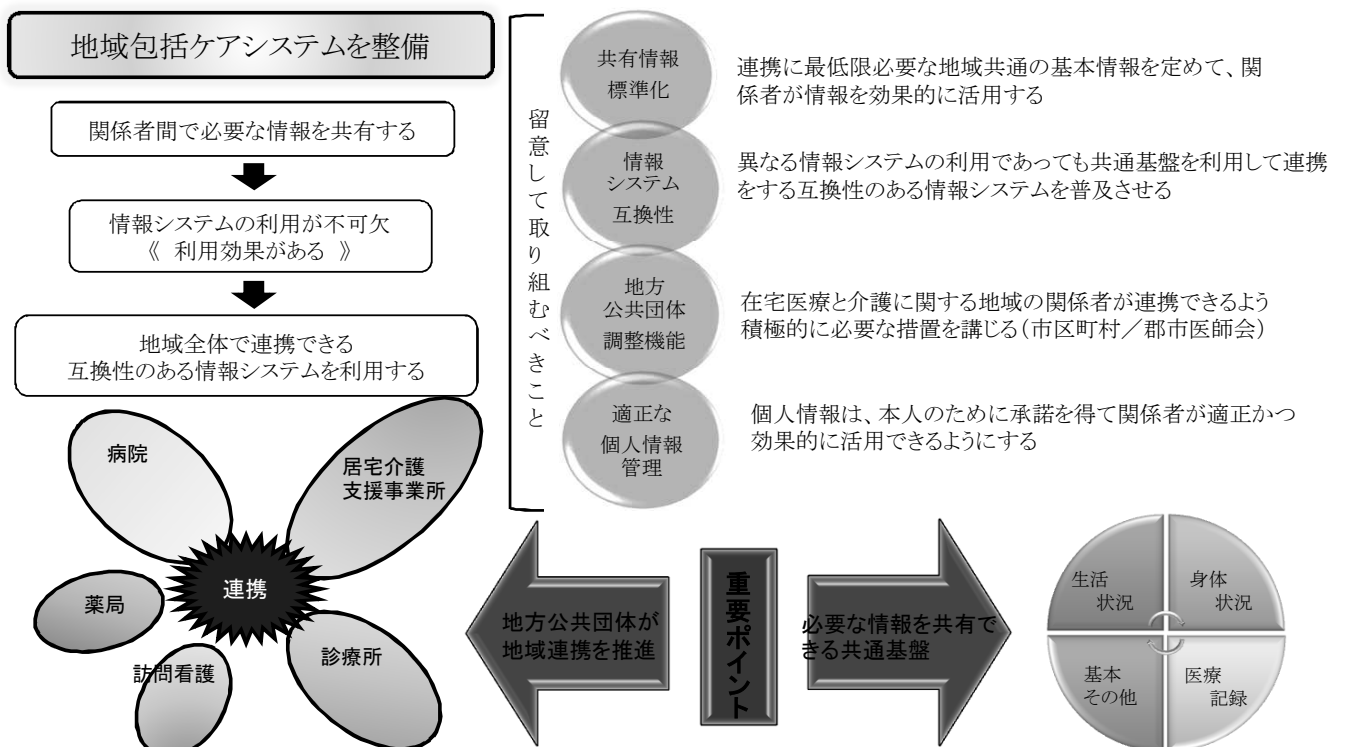 地域包括ケアシステムを整備
関係者間で必要な情報を共有する
情報システムの利用が不可欠
《 利用効果がある 》
地域全体で連携できる
互換性のある情報システムを利用する
病院
居宅介護
支援事業所
連携
薬局
訪問看護
診療所
留意して取り組むべきこと
共有情報
標準化
連携に最低限必要な地域共通の基本情報を定めて、関
係者が情報を効果的に活用する
情報
システム
互換性
異なる情報システムの利用であっても共通基盤を利用して連携
をする互換性のある情報システムを普及させる
地方
公共団体
調整機能
在宅医療と介護に関する地域の関係者が連携できるよう
積極的に必要な措置を講じる(市区町村/郡市医師会)
適正な
個人情報
管理
個人情報は、本人のために承諾を得て関係者が適正かつ
効果的に活用できるようにする
地方公共団体が
地域連携を推進
重要ポイント
必要な情報を共有で
きる共通基盤
生活
状況
身体
状況
基本
その他
医療
記録